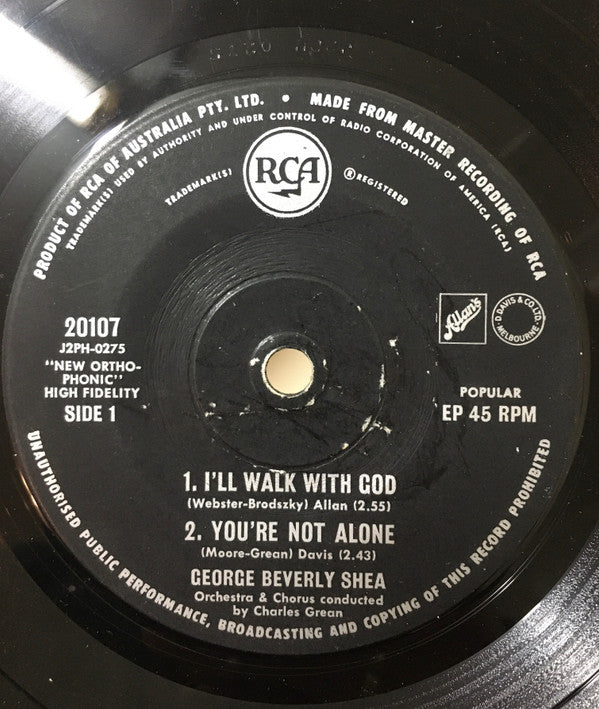 PRODUCT OF RCA OF AUSTRALIA PTY. LTD. • MADE FROM MASTER RECORDING OF RCA
TRADEMARK(S) USED BY AUTHORITY AND UNDER CONTROL OF RADIO CORPORATION OF AMERICA (RCA)
RCA
TRADEMARK(S)
® REGISTERED
20107
J2PH-0275
"NEW ORTHO-
PHONIC"
HIGH FIDELITY
SIDE 1
Allan's
D. DAVIS & CO. LTD.
MELBOURNE
POPULAR
EP 45 RPM
1. I'LL WALK WITH GOD
(Webster-Brodszky) Allan (2.55)
2. YOU'RE NOT ALONE
(Moore-Grean) Davis (2.43)
GEORGE BEVERLY SHEA
Orchestra & Chorus conducted
by Charles Grean
UNAUTHORISED PUBLIC PERFORMANCE, BROADCASTING AND COPYING OF THIS RECORD PROHIBITED